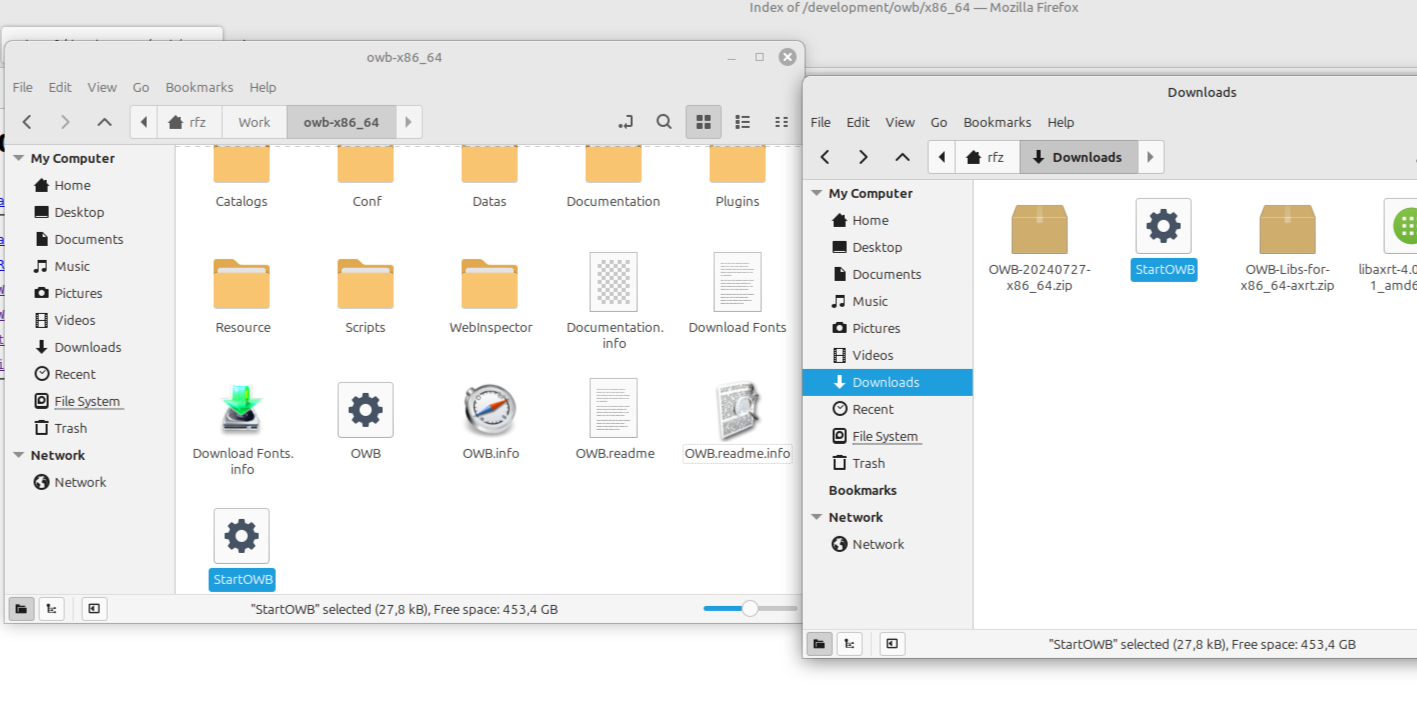 Index of /development/owb/x86_64 — Mozilla Firefox
owb-x86_64
File Edit View Go Bookmarks Help
rfz Work owb-x86_64
My Computer
Home
Desktop
Documents
Music
Pictures
Videos
Downloads
Recent
File System
Trash
Network
Network
Catalogs Conf Datas Documentation Plugins
Resource Scripts WebInspector Documentation. Download Fonts
info
Download Fonts. OWB OWB.info OWB.readme OWB.readme.info
info
StartOWB
"StartOWB" selected (27,8 kB), Free space: 453,4 GB
Downloads
File Edit View Go Bookmarks Help
rfz Downloads
My Computer
Home
Desktop
Documents
Music
Pictures
Videos
Downloads
Recent
File System
Trash
Bookmarks
Network
Network
OWB-20240727- StartOWB OWB-Libs-for- libaxrt-4.0
x86_64.zip x86_64-axrt.zip 1_amd6
"StartOWB" selected (27,8 kB), Free space: 453,4 GB